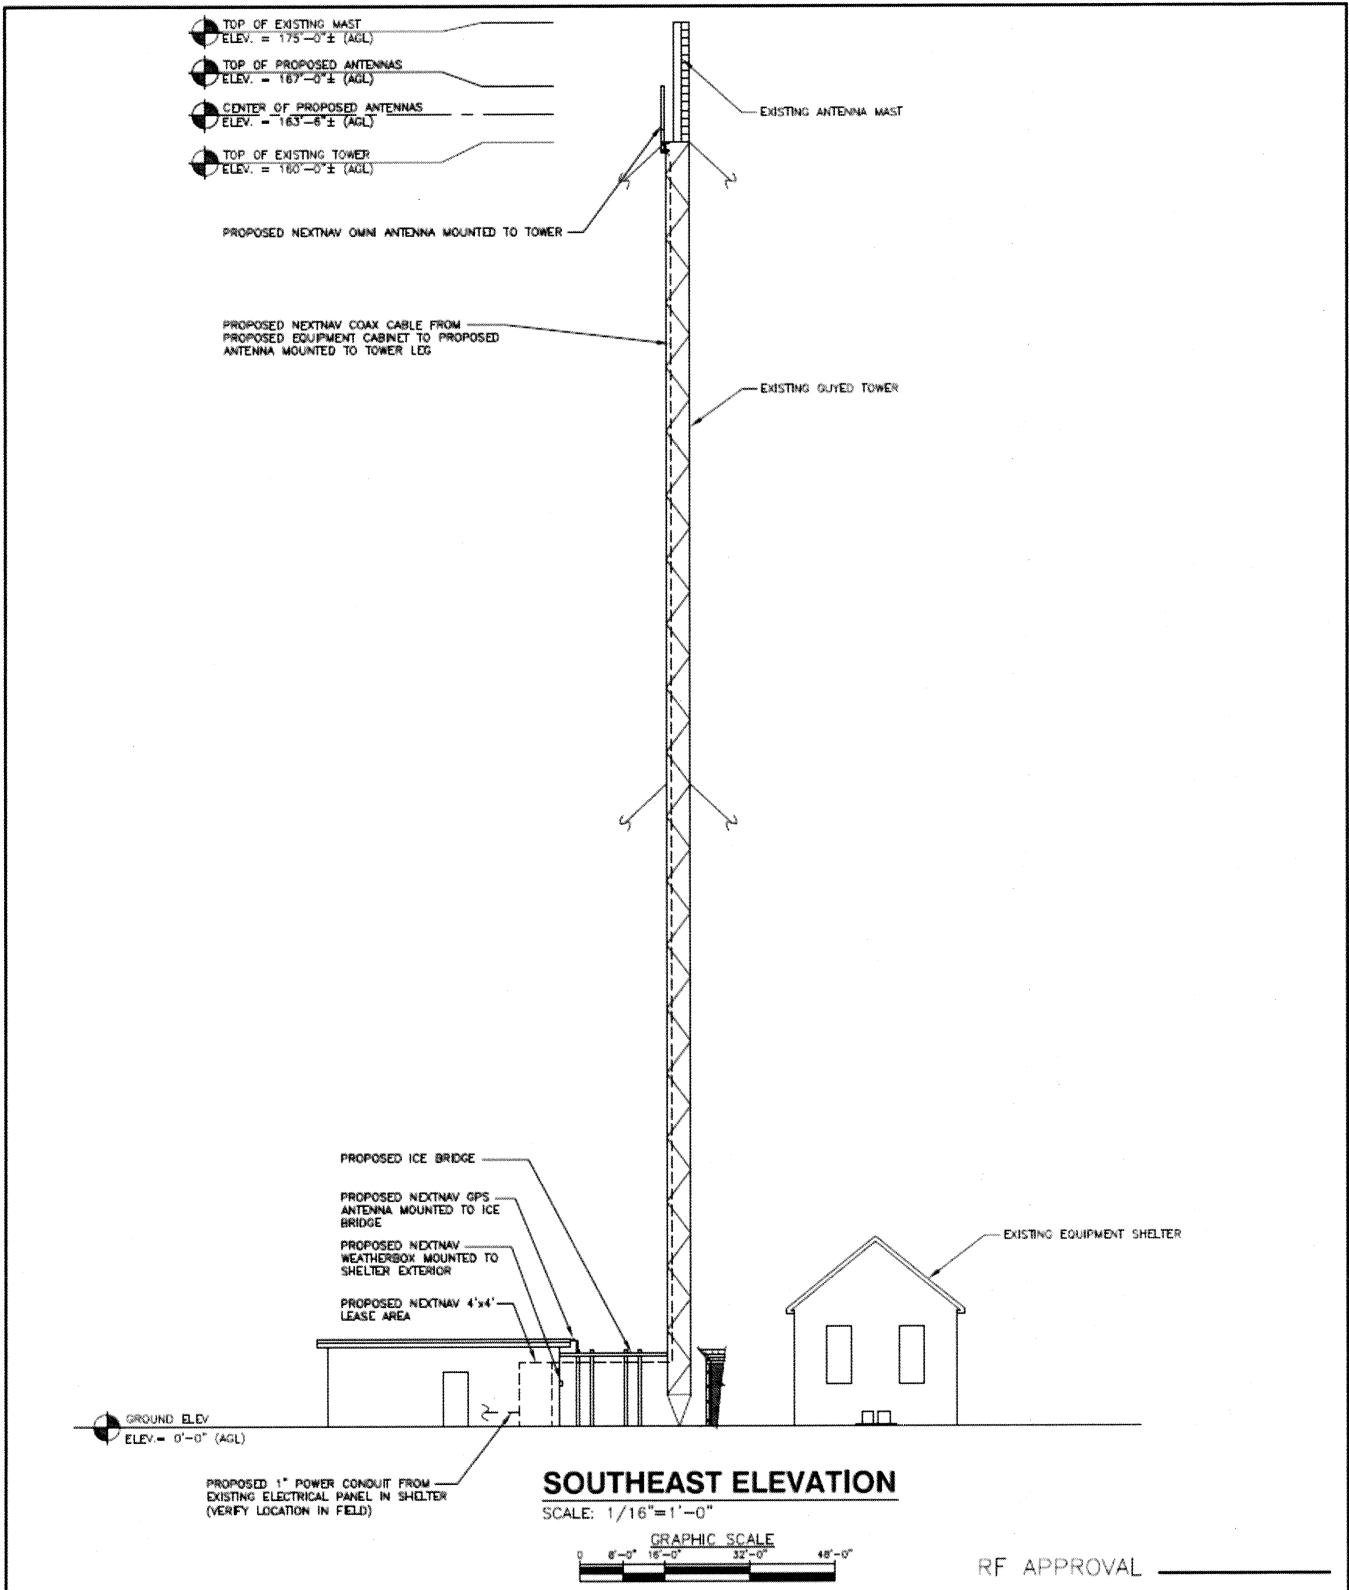 TOP OF EXISTING MAST
ELEV. = 175'-0"± (AGL)
TOP OF PROPOSED ANTENNAS
ELEV. = 167'-0"± (AGL)
CENTER OF PROPOSED ANTENNAS
ELEV. = 163'-6"± (AGL)
TOP OF EXISTING TOWER
ELEV. = 160'-0"± (AGL)
EXISTING ANTENNA MAST
PROPOSED NEXTNAV OMNI ANTENNA MOUNTED TO TOWER
PROPOSED NEXTNAV COAX CABLE FROM
PROPOSED EQUIPMENT CABINET TO PROPOSED
ANTENNA MOUNTED TO TOWER LEG
EXISTING GUYED TOWER
PROPOSED ICE BRIDGE
PROPOSED NEXTNAV GPS
ANTENNA MOUNTED TO ICE
BRIDGE
PROPOSED NEXTNAV
WEATHERBOX MOUNTED TO
SHELTER EXTERIOR
PROPOSED NEXTNAV 4'x4'
LEASE AREA
EXISTING EQUIPMENT SHELTER
GROUND ELEV
ELEV.= 0'-0" (AGL)
PROPOSED 1" POWER CONDUIT FROM
EXISTING ELECTRICAL PANEL IN SHELTER
(VERIFY LOCATION IN FIELD)
SOUTHEAST ELEVATION
SCALE: 1/16"=1'-0"
GRAPHIC SCALE
0 8'-0" 16'-0" 32'-0" 48'-0"
RF APPROVAL